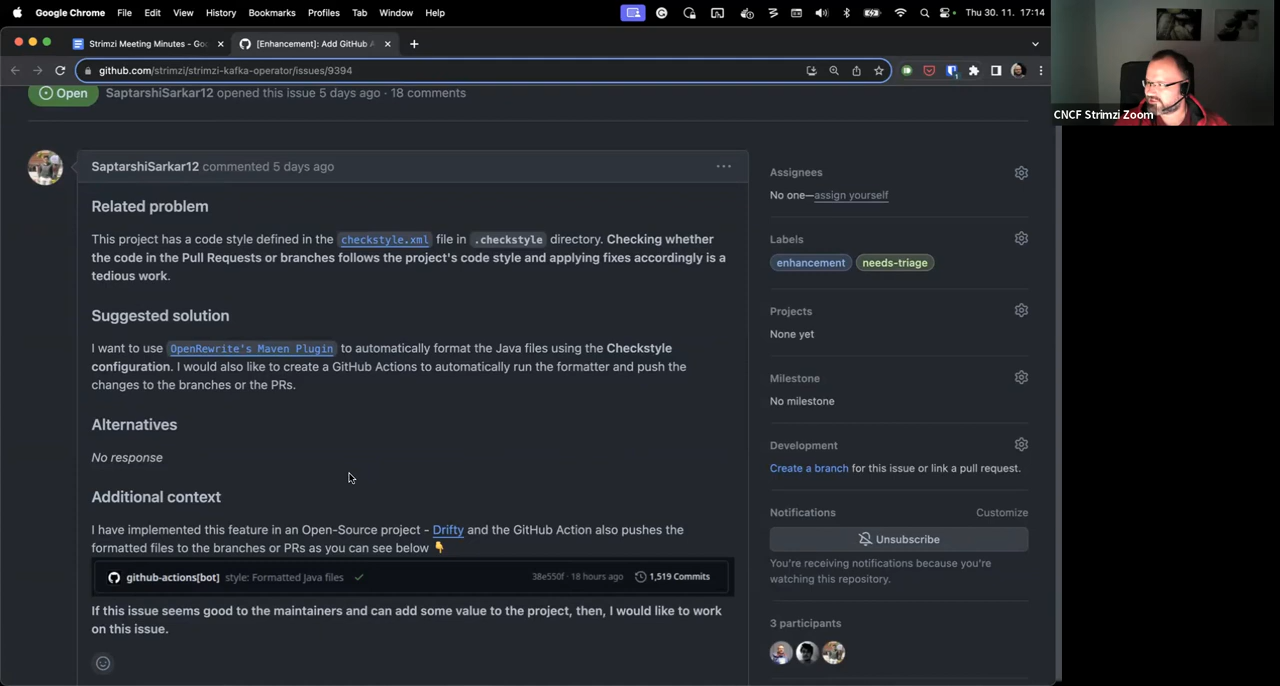 Google Chrome File Edit View History Bookmarks Profiles Tab Window Help Thu 30. 11. 17:14
Strimzi Meeting Minutes - Goo
[Enhancement]: Add GitHub A
github.com/strimzi/strimzi-kafka-operator/issues/9394
CNCF Strimzi Zoom
Open SaptarshiSarkar12 opened this issue 5 days ago · 18 comments
SaptarshiSarkar12 commented 5 days ago
Related problem
This project has a code style defined in the checkstyle.xml file in .checkstyle directory. Checking whether
the code in the Pull Requests or branches follows the project's code style and applying fixes accordingly is a
tedious work.
Suggested solution
I want to use OpenRewrite's Maven Plugin to automatically format the Java files using the Checkstyle
configuration. I would also like to create a GitHub Actions to automatically run the formatter and push the
changes to the branches or the PRs.
Alternatives
No response
Additional context
I have implemented this feature in an Open-Source project - Drifty and the GitHub Action also pushes the
formatted files to the branches or PRs as you can see below 👇
github-actions[bot] style: Formatted Java files 38e550f · 18 hours ago 1,519 Commits
If this issue seems good to the maintainers and can add some value to the project, then, I would like to work
on this issue.
Assignees
No one—assign yourself
Labels
enhancement needs-triage
Projects
None yet
Milestone
No milestone
Development
Create a branch for this issue or link a pull request.
Notifications Customize
Unsubscribe
You're receiving notifications because you're
watching this repository.
3 participants